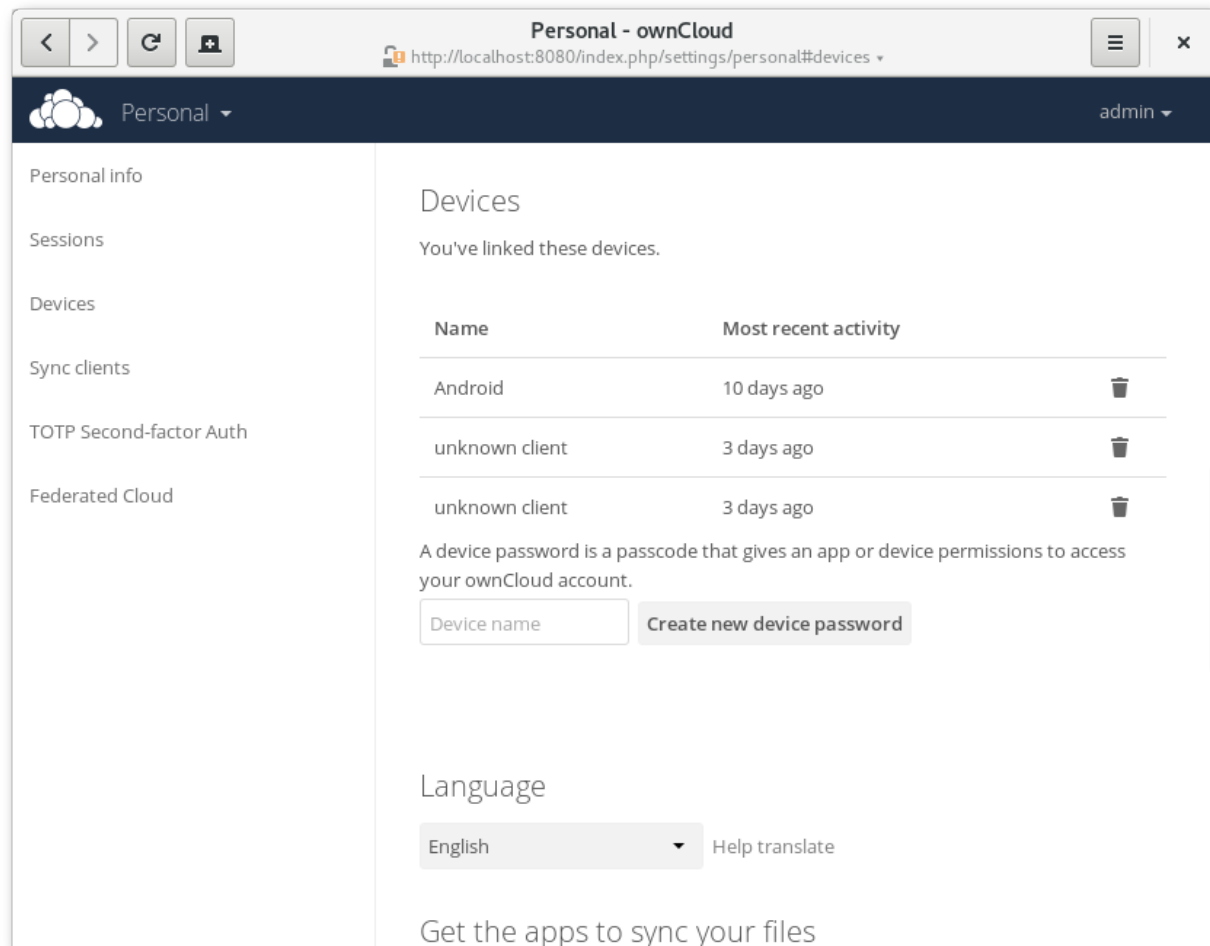 Personal - ownCloud
http://localhost:8080/index.php/settings/personal#devices
Personal
admin
Personal info
Sessions
Devices
Sync clients
TOTP Second-factor Auth
Federated Cloud
Devices
You've linked these devices.
Name Most recent activity
Android 10 days ago
unknown client 3 days ago
unknown client 3 days ago
A device password is a passcode that gives an app or device permissions to access
your ownCloud account.
Device name Create new device password
Language
English Help translate
Get the apps to sync your files